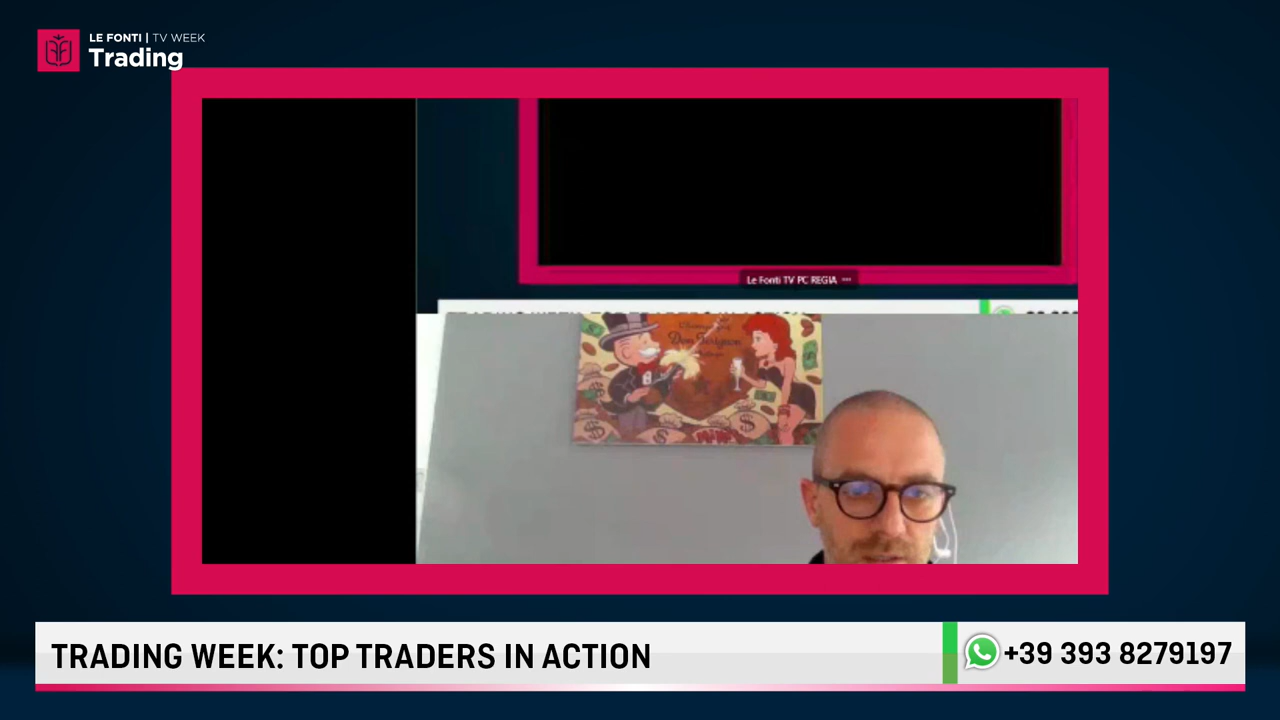 LE FONTI | TV WEEK
Trading
Le Fonti TV PC REGIA
TRADING WEEK: TOP TRADERS IN ACTION
+39 393 8279197